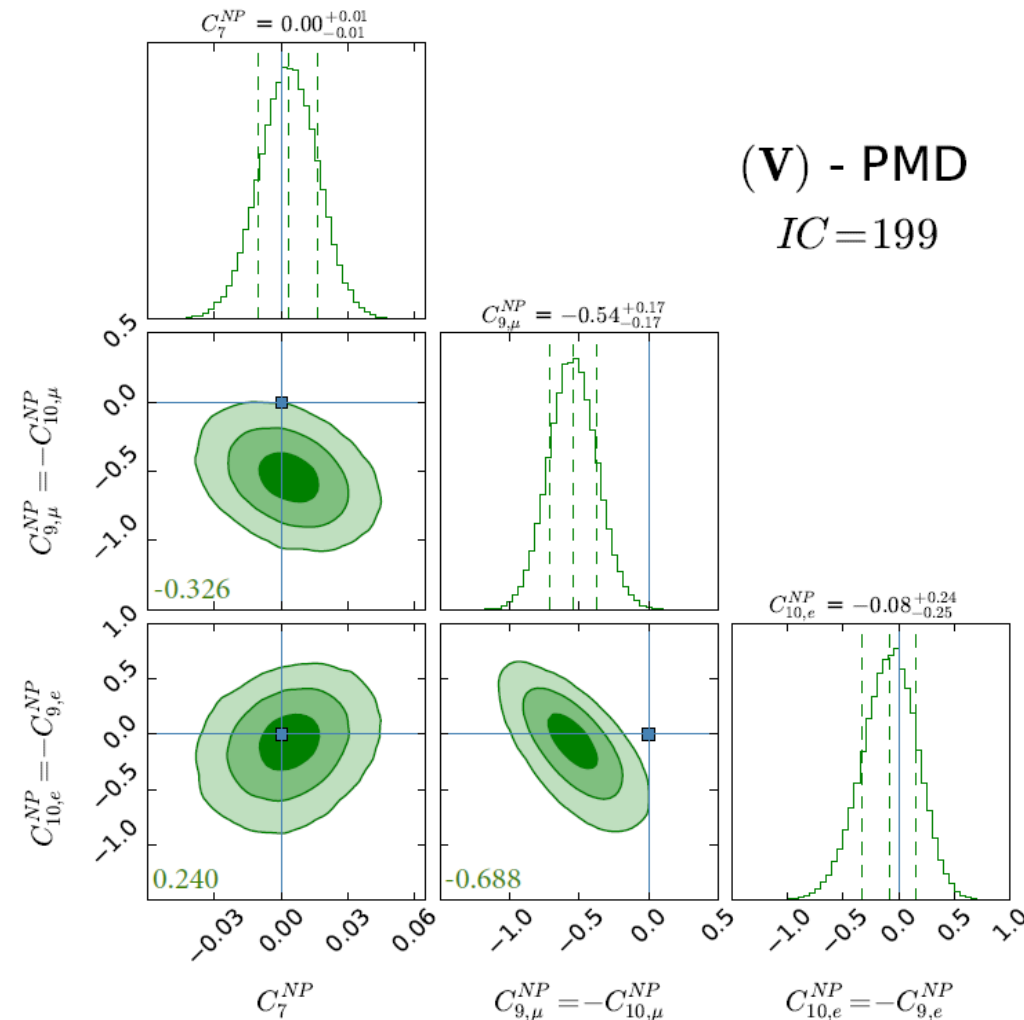 C_7^{NP} = 0.00^{+0.01}_{-0.01}
(V) - PMD
IC=199
0.5
0.0
−0.5
−1.0
C_{9,μ}^{NP} =−C_{10,μ}^{NP}
-0.326
C_{9,μ}^{NP} = −0.54^{+0.17}_{-0.17}
1.0
0.5
0.0
−0.5
−1.0
C_{10,e}^{NP} =−C_{9,e}^{NP}
0.240
-0.688
C_{10,e}^{NP} = −0.08^{+0.24}_{-0.25}
−0.03 0.00 0.03 0.06
−1.0 −0.5 0.0 0.5
−1.0 −0.5 0.0 0.5 1.0
C_7^{NP}
C_{9,μ}^{NP} =−C_{10,μ}^{NP}
C_{10,e}^{NP} =−C_{9,e}^{NP}